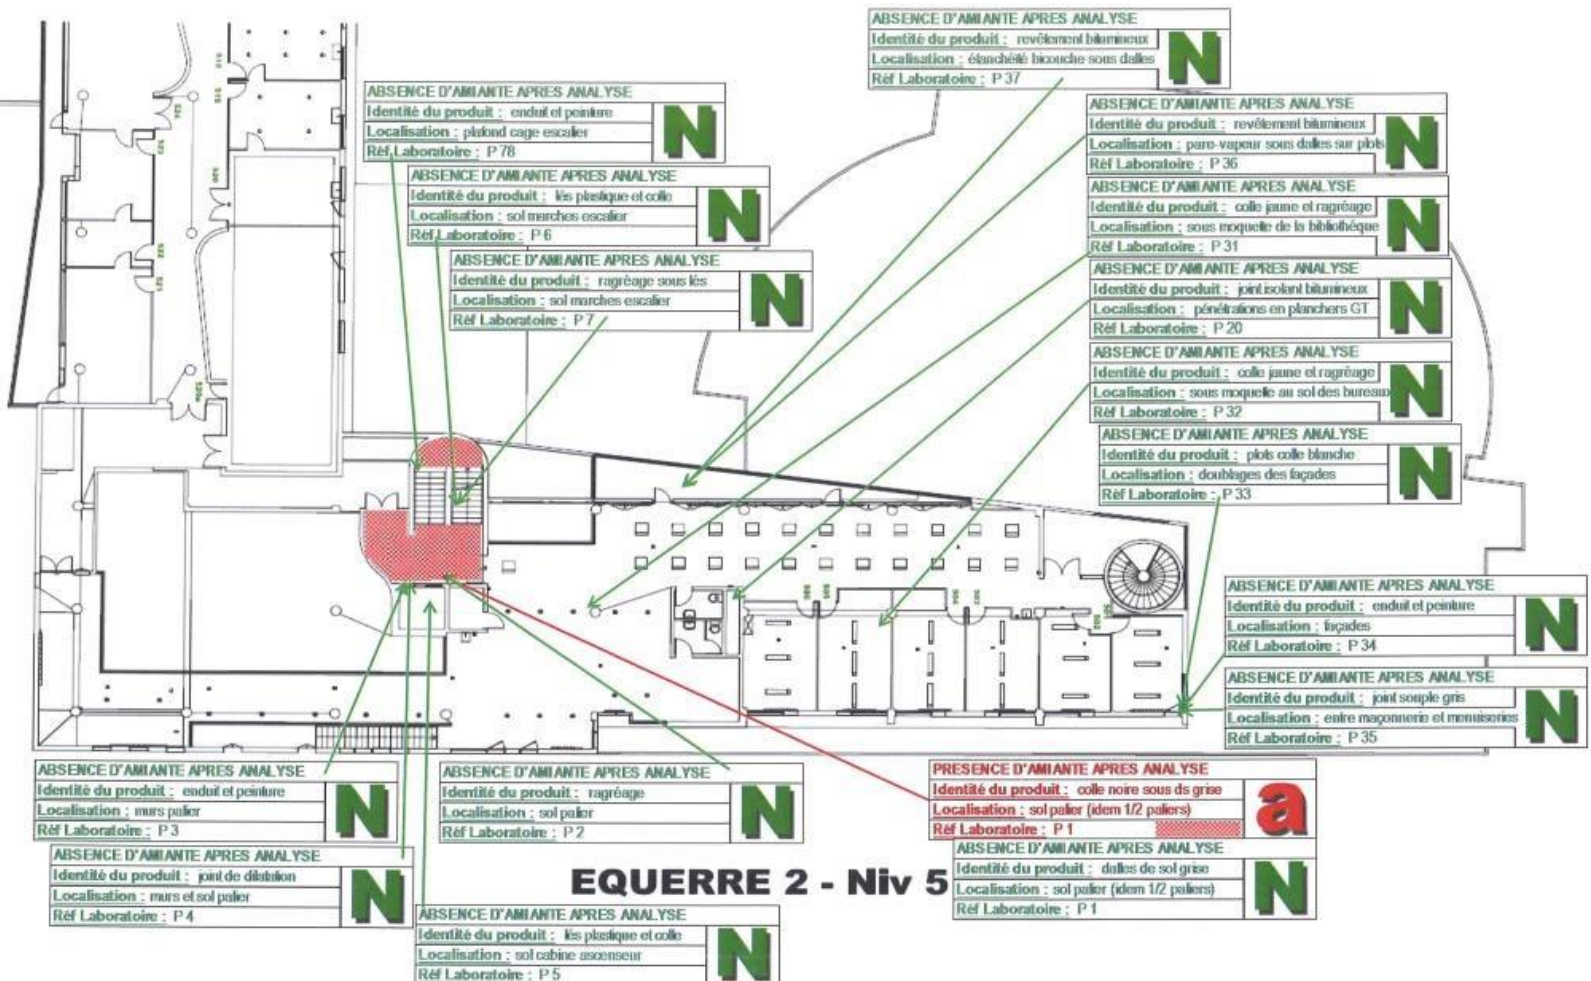 ABSENCE D'AMIANTE APRES ANALYSE
Identité du produit : revêtement bitumineux
Localisation : étanchéité bicouche sous dalles
Réf Laboratoire : P 37
N
ABSENCE D'AMIANTE APRES ANALYSE
Identité du produit : enduit et peinture
Localisation : plafond cage escalier
Réf Laboratoire : P 78
N
ABSENCE D'AMIANTE APRES ANALYSE
Identité du produit : revêtement bitumineux
Localisation : pare-vapeur sous dalles sur plots
Réf Laboratoire : P 36
N
ABSENCE D'AMIANTE APRES ANALYSE
Identité du produit : lés plastique et colle
Localisation : sol marches escalier
Réf Laboratoire : P 6
N
ABSENCE D'AMIANTE APRES ANALYSE
Identité du produit : colle jaune et ragréage
Localisation : sous moquette de la bibliothèque
Réf Laboratoire : P 31
N
ABSENCE D'AMIANTE APRES ANALYSE
Identité du produit : ragréage sous lés
Localisation : sol marches escalier
Réf Laboratoire : P 7
N
ABSENCE D'AMIANTE APRES ANALYSE
Identité du produit : joint isolant bitumineux
Localisation : pénétrations en planchers GT
Réf Laboratoire : P 20
N
ABSENCE D'AMIANTE APRES ANALYSE
Identité du produit : colle jaune et ragréage
Localisation : sous moquette au sol des bureaux
Réf Laboratoire : P 32
N
ABSENCE D'AMIANTE APRES ANALYSE
Identité du produit : plots colle blanche
Localisation : doublages des façades
Réf Laboratoire : P 33
N
524
523
522
521
ABSENCE D'AMIANTE APRES ANALYSE
Identité du produit : enduit et peinture
Localisation : façades
Réf Laboratoire : P 34
N
ABSENCE D'AMIANTE APRES ANALYSE
Identité du produit : joint souple gris
Localisation : entre maçonnerie et menuiseries
Réf Laboratoire : P 35
N
ABSENCE D'AMIANTE APRES ANALYSE
Identité du produit : enduit et peinture
Localisation : murs palier
Réf Laboratoire : P 3
N
ABSENCE D'AMIANTE APRES ANALYSE
Identité du produit : ragréage
Localisation : sol palier
Réf Laboratoire : P 2
N
PRESENCE D'AMIANTE APRES ANALYSE
Identité du produit : colle noire sous ds grise
Localisation : sol palier (idem 1/2 paliers)
Réf Laboratoire : P 1
a
ABSENCE D'AMIANTE APRES ANALYSE
Identité du produit : joint de dilatation
Localisation : murs et sol palier
Réf Laboratoire : P 4
N
EQUERRE 2 - Niv 5
ABSENCE D'AMIANTE APRES ANALYSE
Identité du produit : dalles de sol grise
Localisation : sol palier (idem 1/2 paliers)
Réf Laboratoire : P 1
N
ABSENCE D'AMIANTE APRES ANALYSE
Identité du produit : lés plastique et colle
Localisation : sol cabine ascenseur
Réf Laboratoire : P 5
N